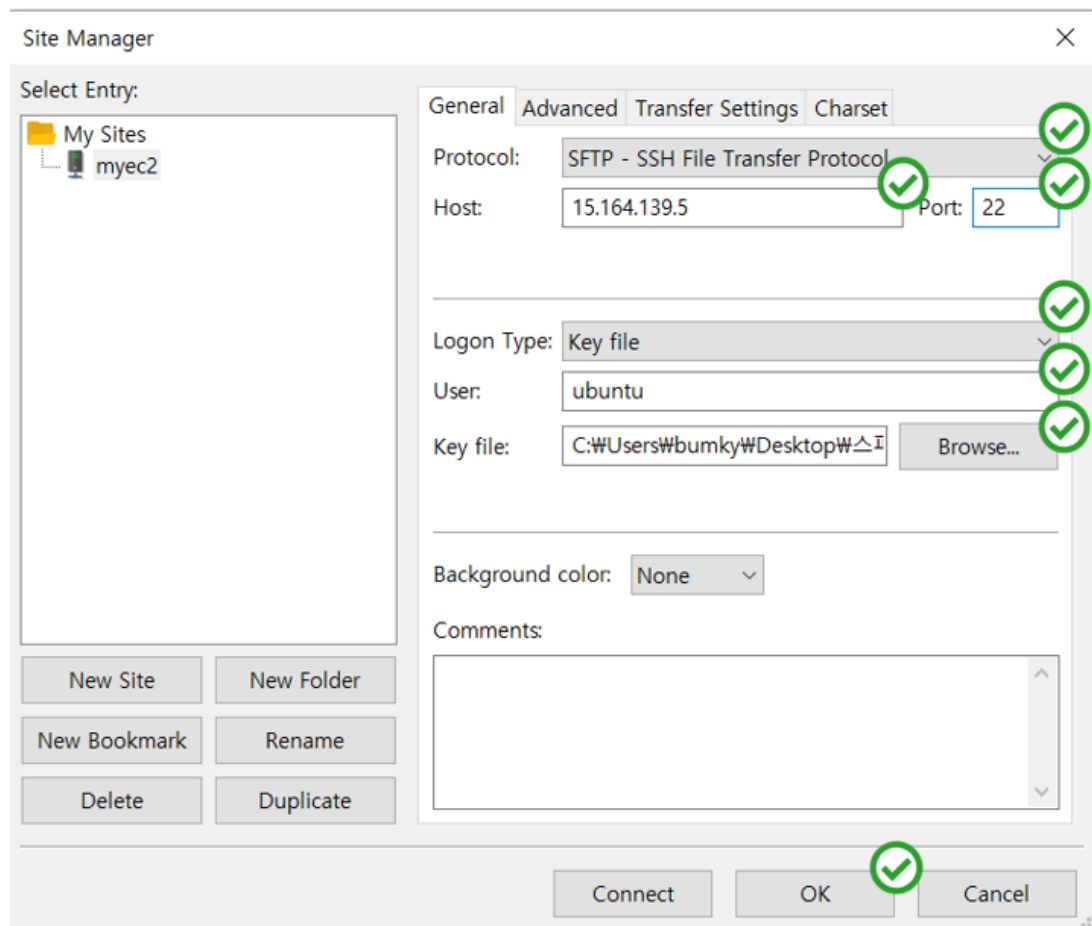 Site Manager
Select Entry:
My Sites
myec2
New Site
New Folder
New Bookmark
Rename
Delete
Duplicate
General Advanced Transfer Settings Charset
Protocol: SFTP - SSH File Transfer Protocol
Host: 15.164.139.5 Port: 22
Logon Type: Key file
User: ubuntu
Key file: C:₩Users₩bumky₩Desktop₩스파 Browse...
Background color: None
Comments:
Connect OK Cancel